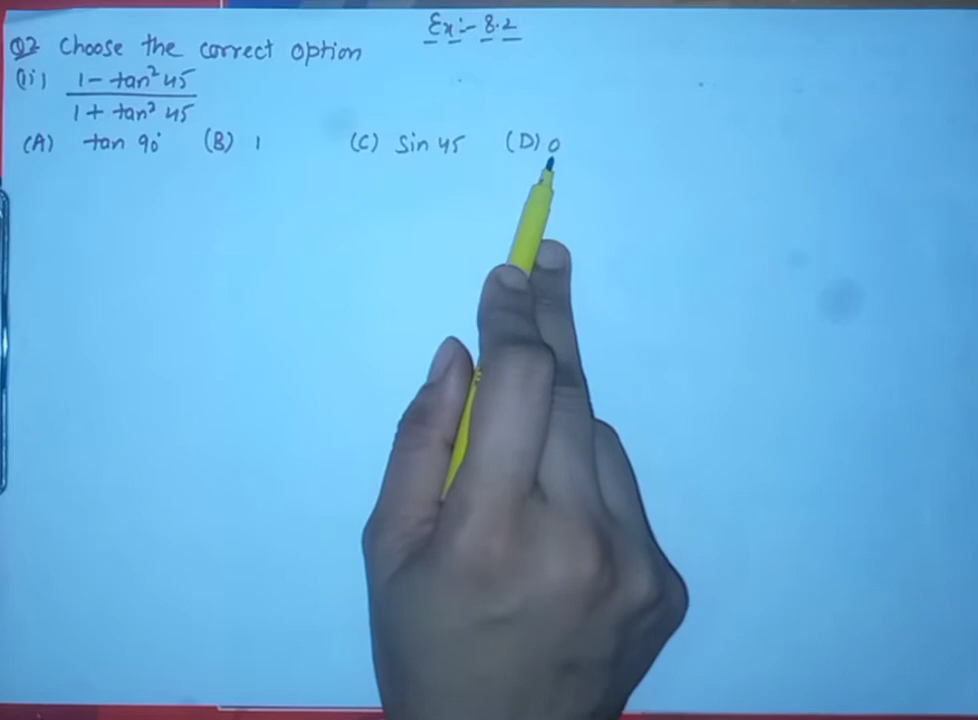 Ex:- 8.2
Q2 Choose the correct option
(ii) 1 - tan² 45
1 + tan² 45
(A) tan 90° (B) 1 (C) Sin 45 (D) 0